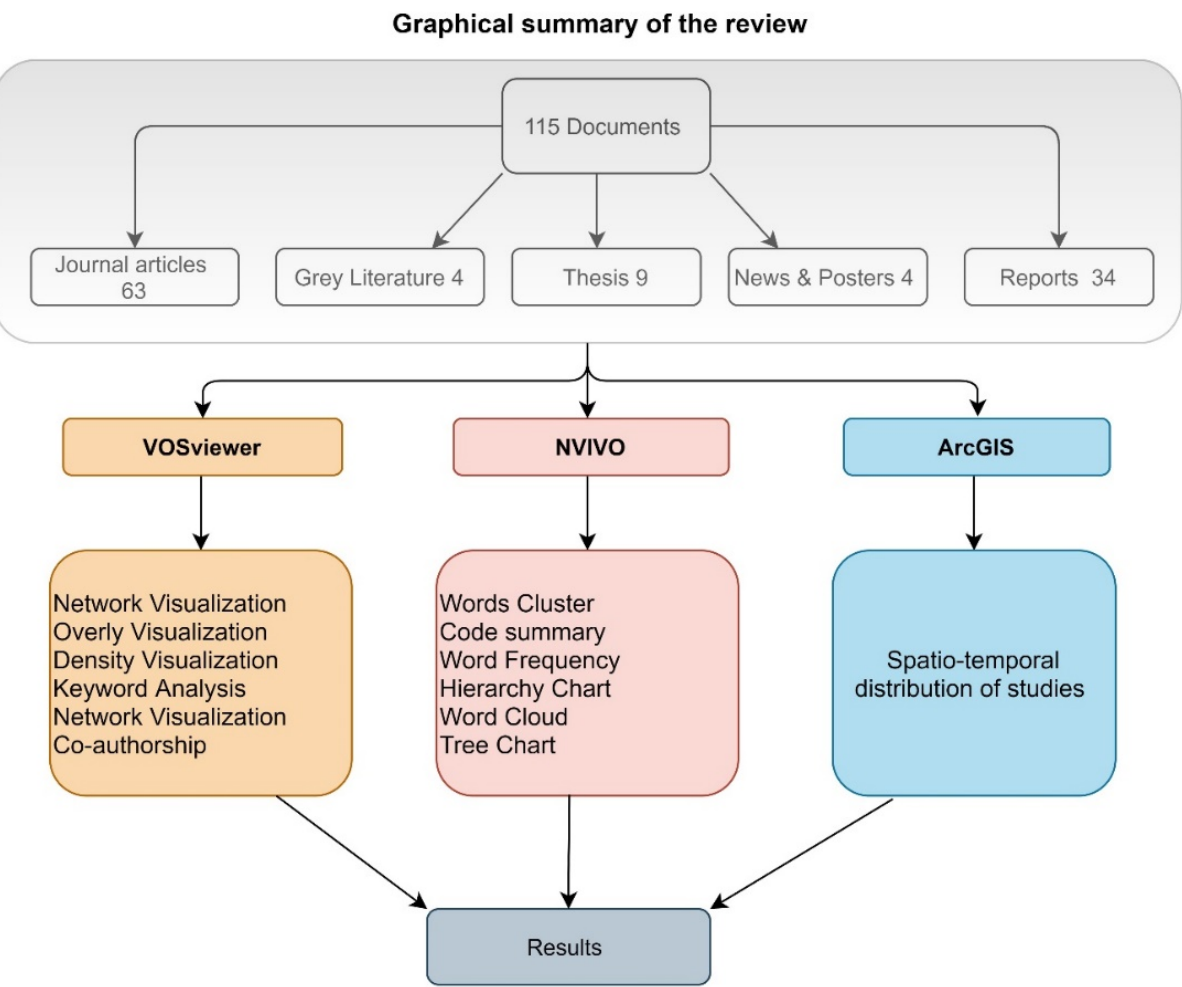 Graphical summary of the review
115 Documents
Journal articles
63
Grey Literature 4
Thesis 9
News & Posters 4
Reports 34
VOSviewer
NVIVO
ArcGIS
Network Visualization
Overly Visualization
Density Visualization
Keyword Analysis
Network Visualization
Co-authorship
Words Cluster
Code summary
Word Frequency
Hierarchy Chart
Word Cloud
Tree Chart
Spatio-temporal
distribution of studies
Results